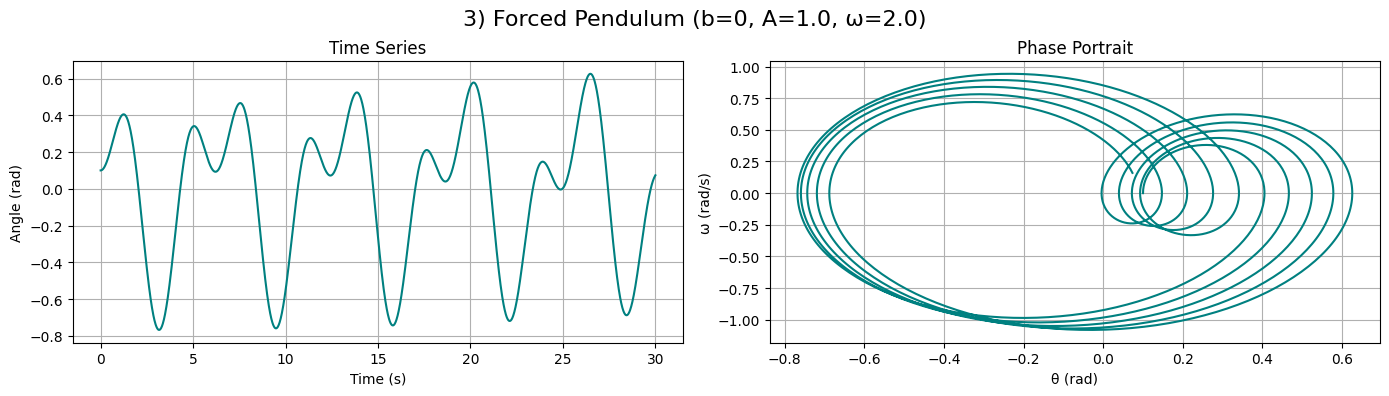 3) Forced Pendulum (b=0, A=1.0, ω=2.0)
Time Series
0.6
0.4
0.2
0.0
−0.2
−0.4
−0.6
−0.8
Angle (rad)
0 5 10 15 20 25 30
Time (s)
Phase Portrait
1.00
0.75
0.50
0.25
0.00
−0.25
−0.50
−0.75
−1.00
ω (rad/s)
−0.8 −0.6 −0.4 −0.2 0.0 0.2 0.4 0.6
θ (rad)